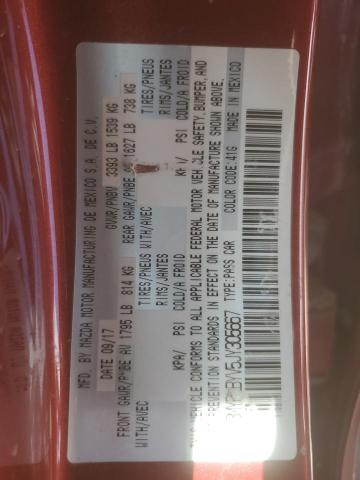 MFD. BY MAZDA MOTOR MANUFACTURING DE MEXICO S.A. DE C.V.
DATE 09/17 GVWR/PNBV 3393 LB 1539 KG
FRONT GAWR/PNBE AV 1795 LB 814 KG REAR GAWR/PNBE AR 1627 LB 738 KG
WITH/AVEC TIRES/PNEUS WITH/AVEC TIRES/PNEUS
RIMS/JANTES RIMS/JANTES
KPA/ PSI COLD/A FROID KPA/ PSI COLD/A FROID
TO ALL APPLICABLE FEDERAL MOTOR VEHICLE SAFETY, BUMPER, AND
PREVENTION STANDARDS IN EFFECT ON THE DATE OF MANUFACTURE SHOWN ABOVE.
5JY305667 TYPE:PASS CAR COLOR CODE:41G MADE IN MEXICO